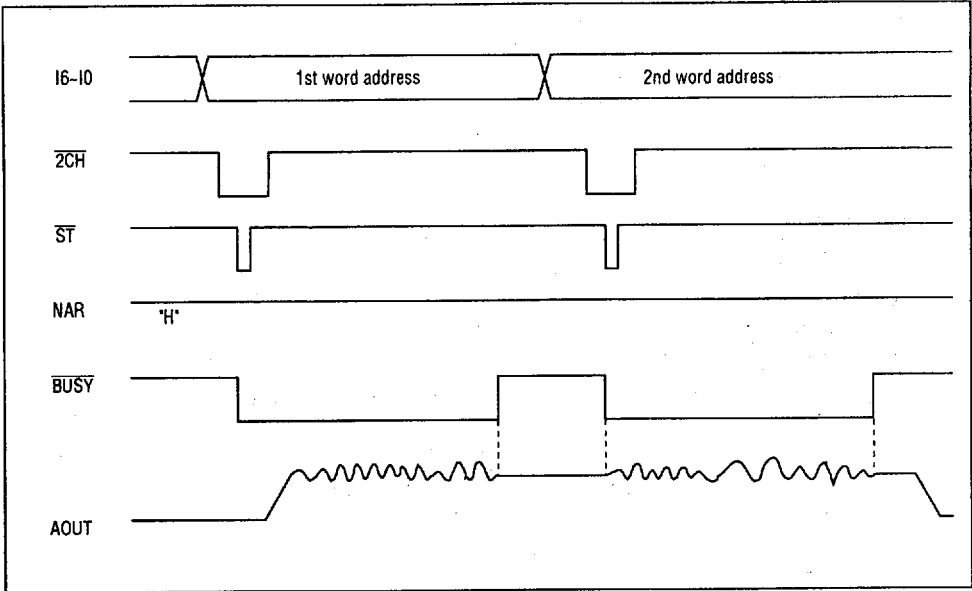 I6~I0
1st word address
2nd word address
2CH
ST
NAR
"H"
BUSY
AOUT